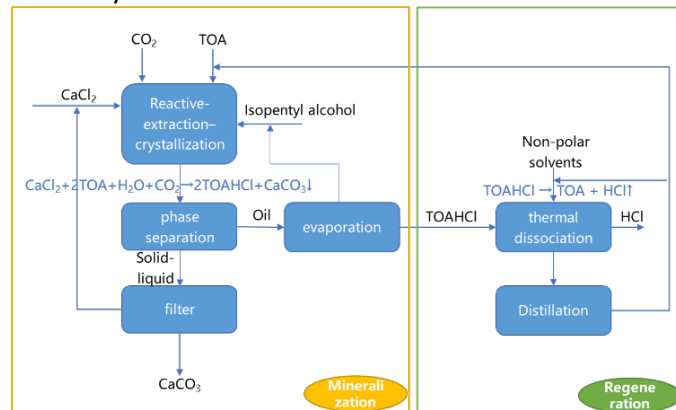 CO₂
TOA
CaCl₂
Reactive-
extraction–
crystallization
Isopentyl alcohol
Non-polar
solvents
CaCl₂+2TOA+H₂O+CO₂→2TOAHCl+CaCO₃↓
TOAHCl → TOA + HCl↑
phase
separation
Oil
evaporation
TOAHCl
thermal
dissociation
HCl
Solid-
liquid
filter
Distillation
CaCO₃
Minerali
zation
Regene
ration